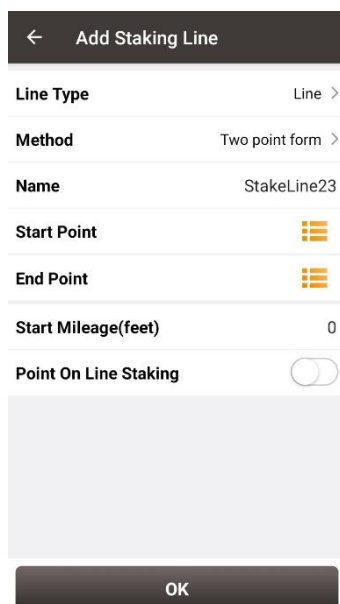 Add Staking Line
Line Type Line
Method Two point form
Name StakeLine23
Start Point
End Point
Start Mileage(feet) 0
Point On Line Staking
OK